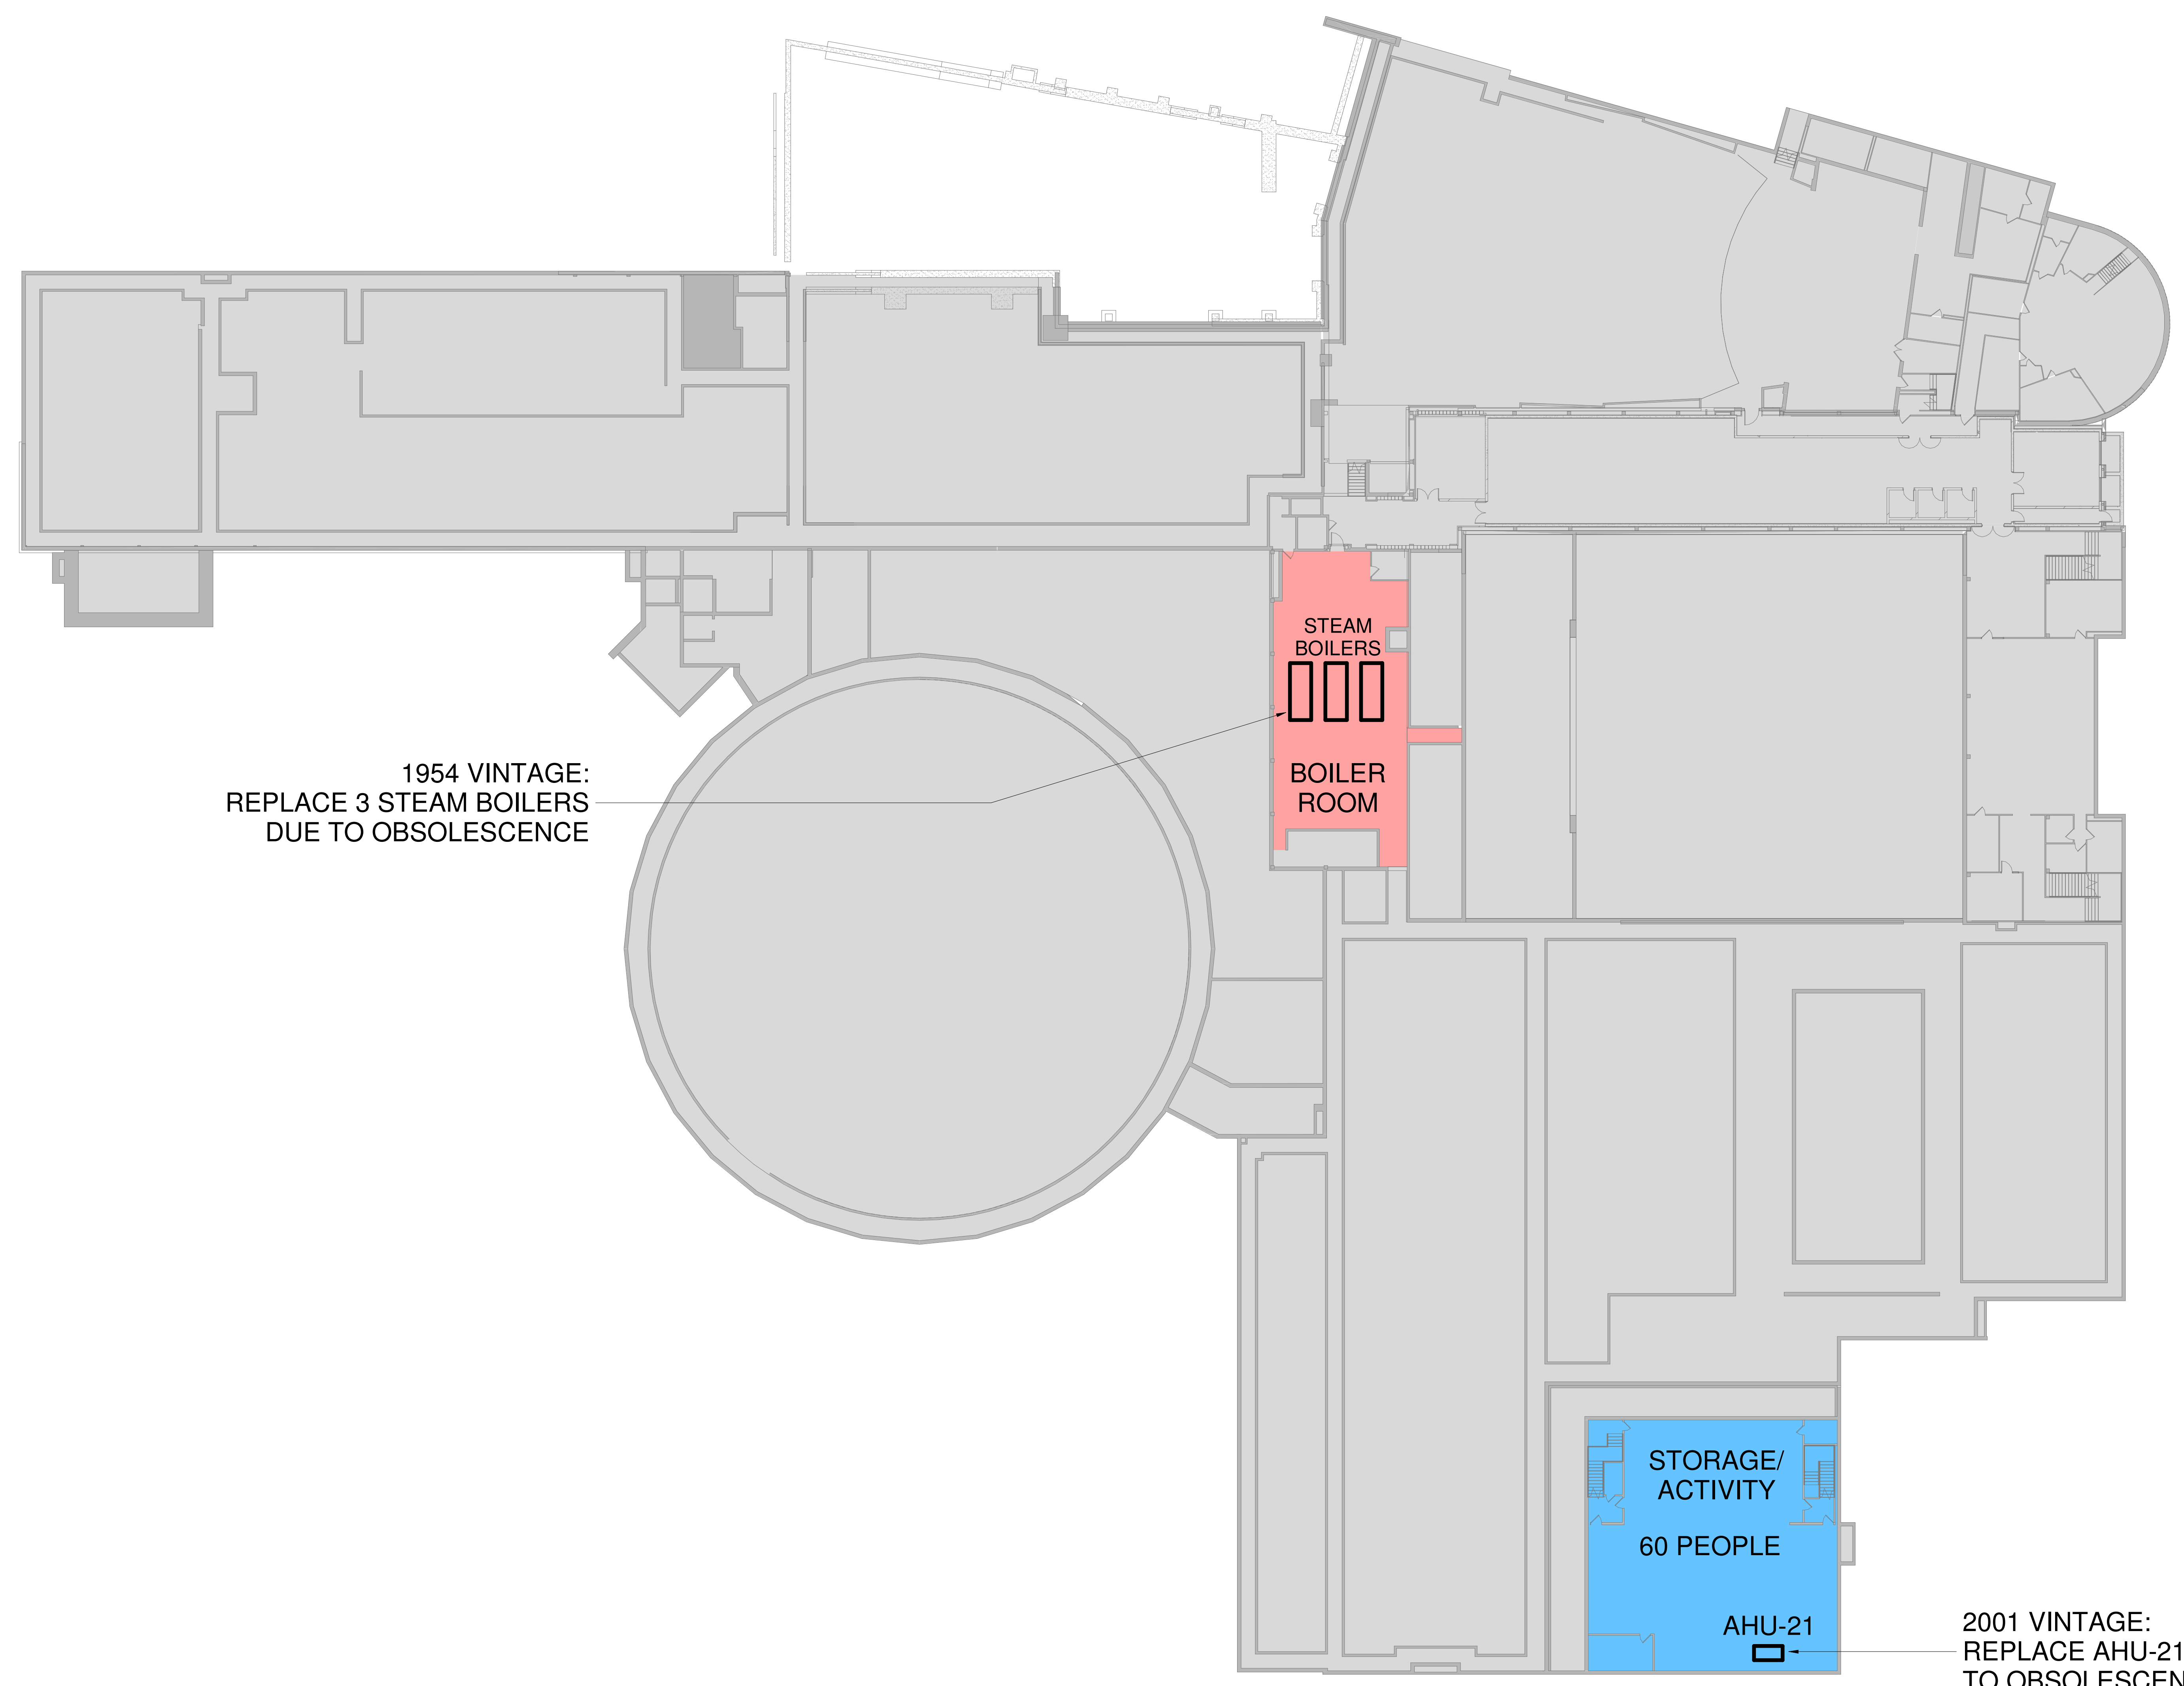 STEAM
BOILERS
BOILER
ROOM
1954 VINTAGE:
REPLACE 3 STEAM BOILERS
DUE TO OBSOLESCENCE
STORAGE/
ACTIVITY
60 PEOPLE
AHU-21
2001 VINTAGE:
REPLACE AHU-21
TO